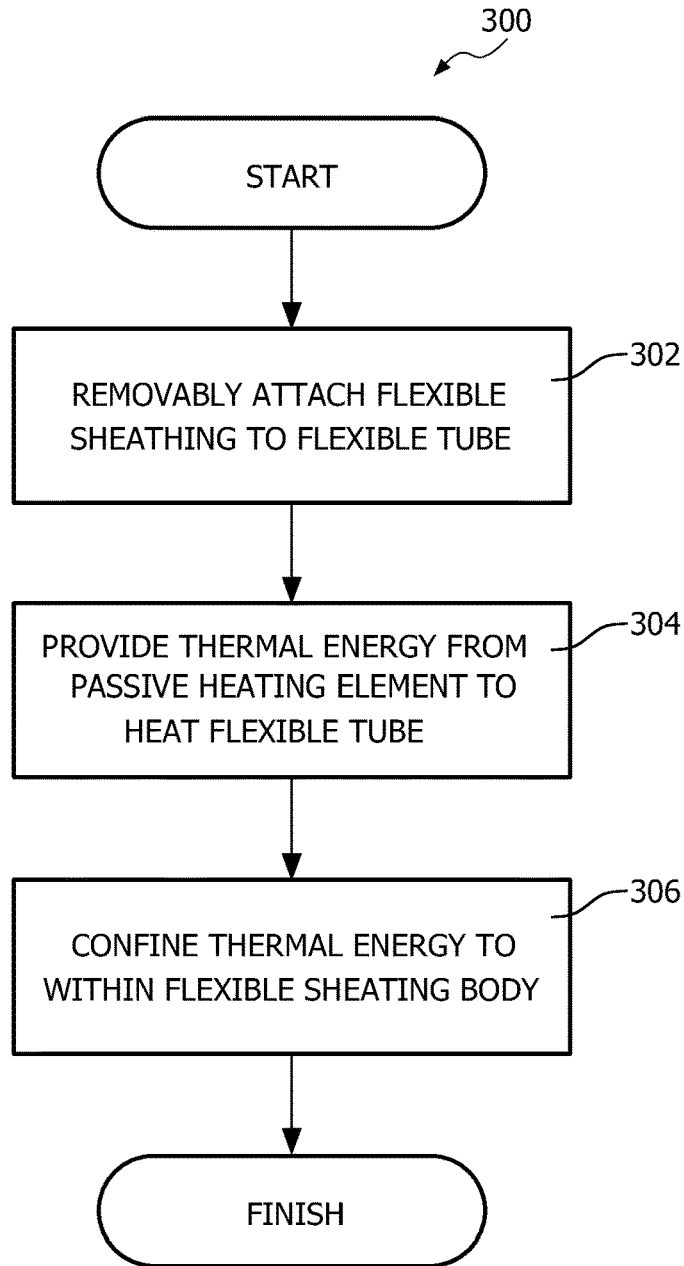 300
START
302
REMOVABLY ATTACH FLEXIBLE
SHEATHING TO FLEXIBLE TUBE
304
PROVIDE THERMAL ENERGY FROM
PASSIVE HEATING ELEMENT TO
HEAT FLEXIBLE TUBE
306
CONFINE THERMAL ENERGY TO
WITHIN FLEXIBLE SHEATING BODY
FINISH